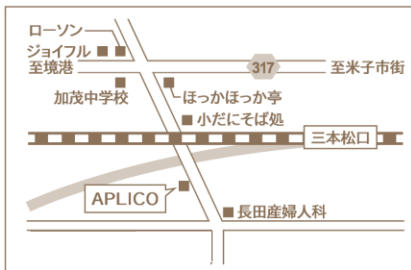 ローソン
ジョイフル
至境港
317
至米子市街
加茂中学校
ほっかほっか亭
小だにそば処
三本松口
APLICO
長田産婦人科